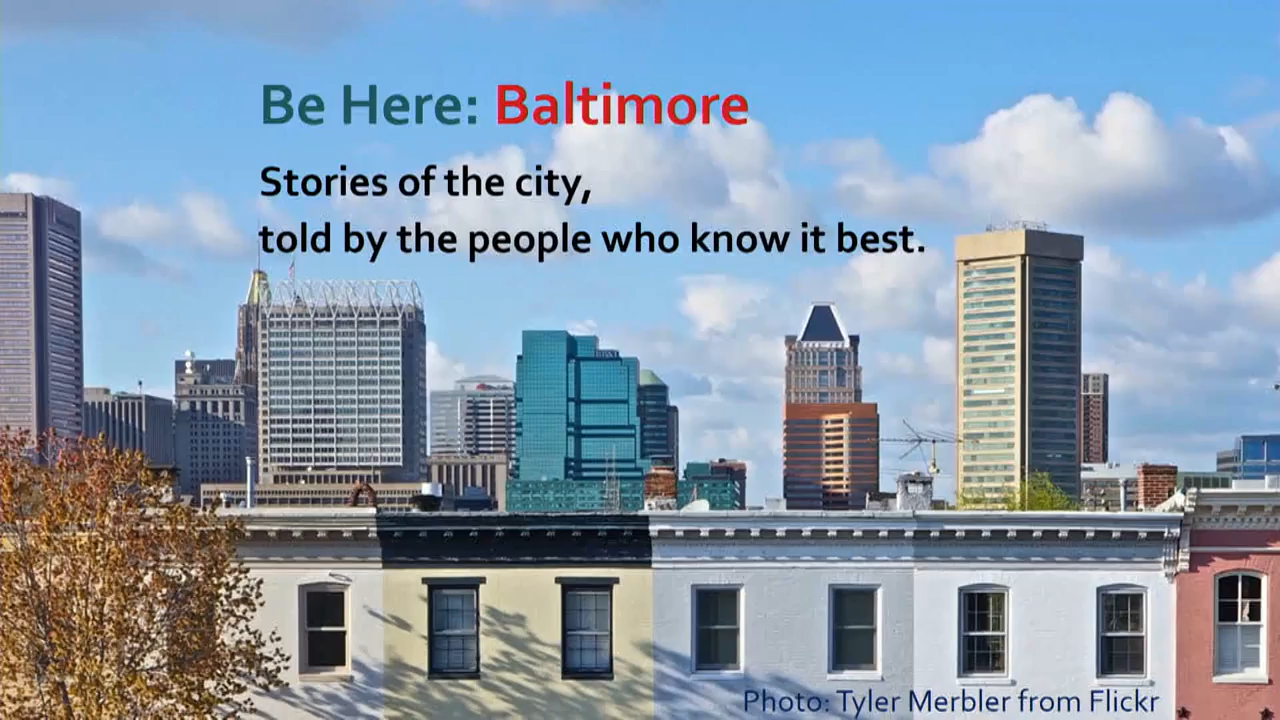 Be Here: Baltimore
Stories of the city,
told by the people who know it best.
Photo: Tyler Merbler from Flickr